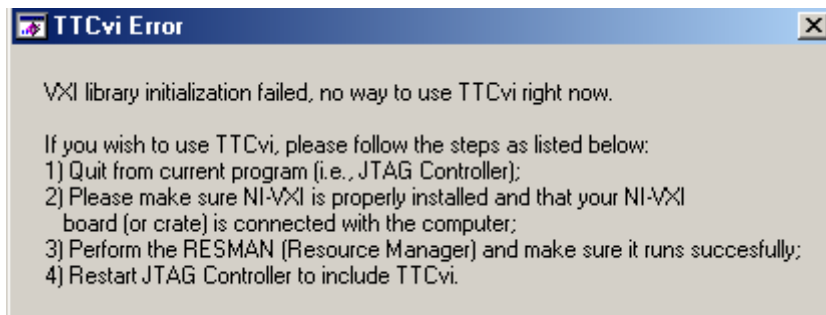 TTCvi Error
VXI library initialization failed, no way to use TTCvi right now.
If you wish to use TTCvi, please follow the steps as listed below:
1) Quit from current program (i.e., JTAG Controller);
2) Please make sure NI-VXI is properly installed and that your NI-VXI
board (or crate) is connected with the computer;
3) Perform the RESMAN (Resource Manager) and make sure it runs succesfully;
4) Restart JTAG Controller to include TTCvi.